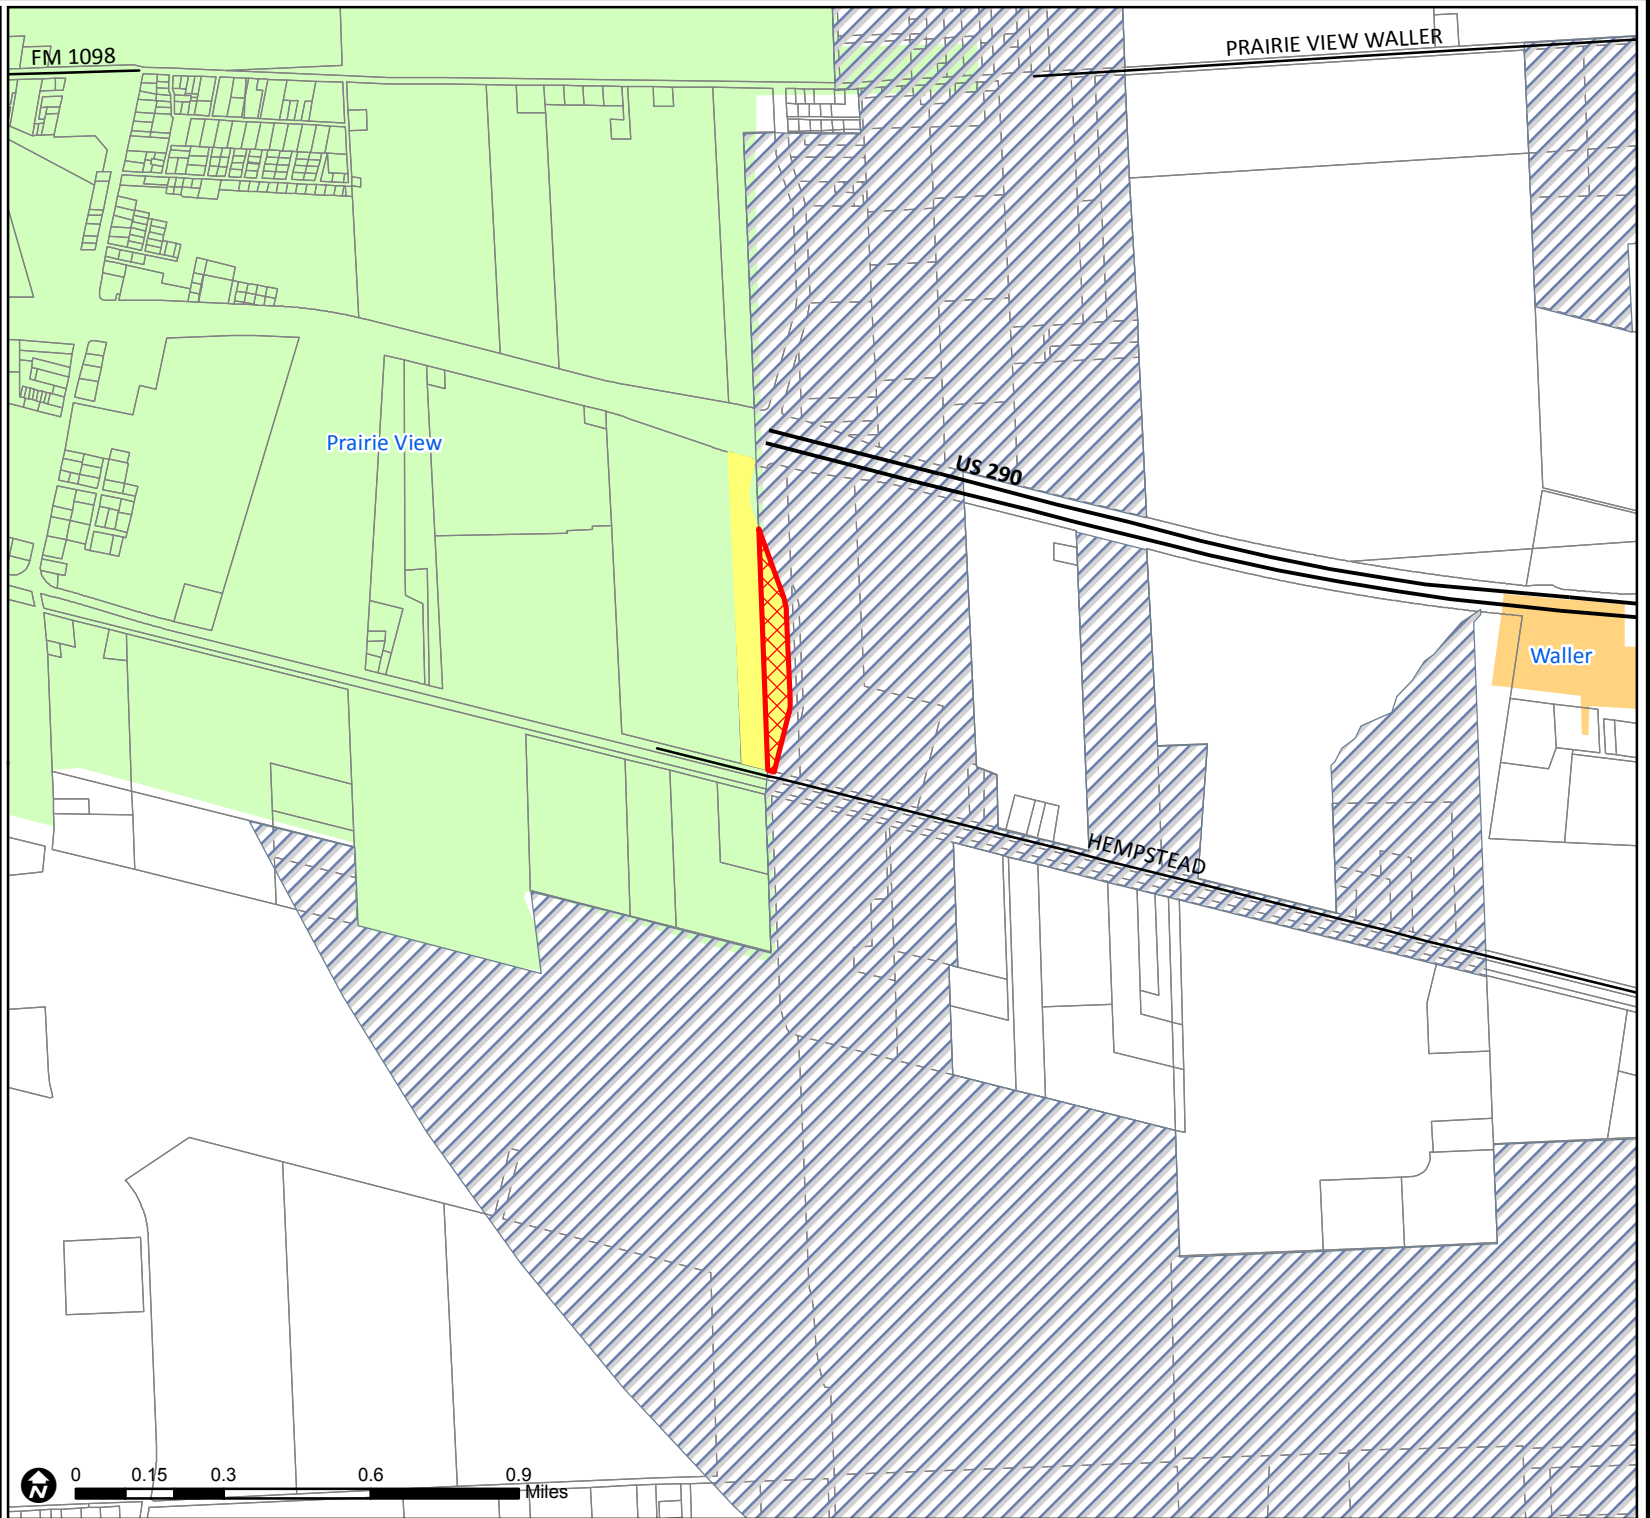 FM 1098
PRAIRIE VIEW WALLER
Prairie View
US 290
Waller
HEMPSTEAD
0 0.15 0.3 0.6 0.9
Miles
N